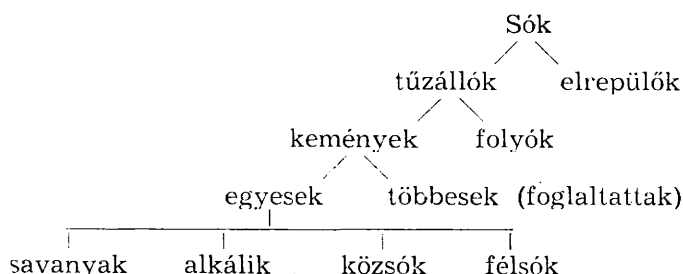 Sók
tűzállók elrepülők
kemények folyók
egyesek többesek (foglaltattak)
savanyak alkálik közsók félsók